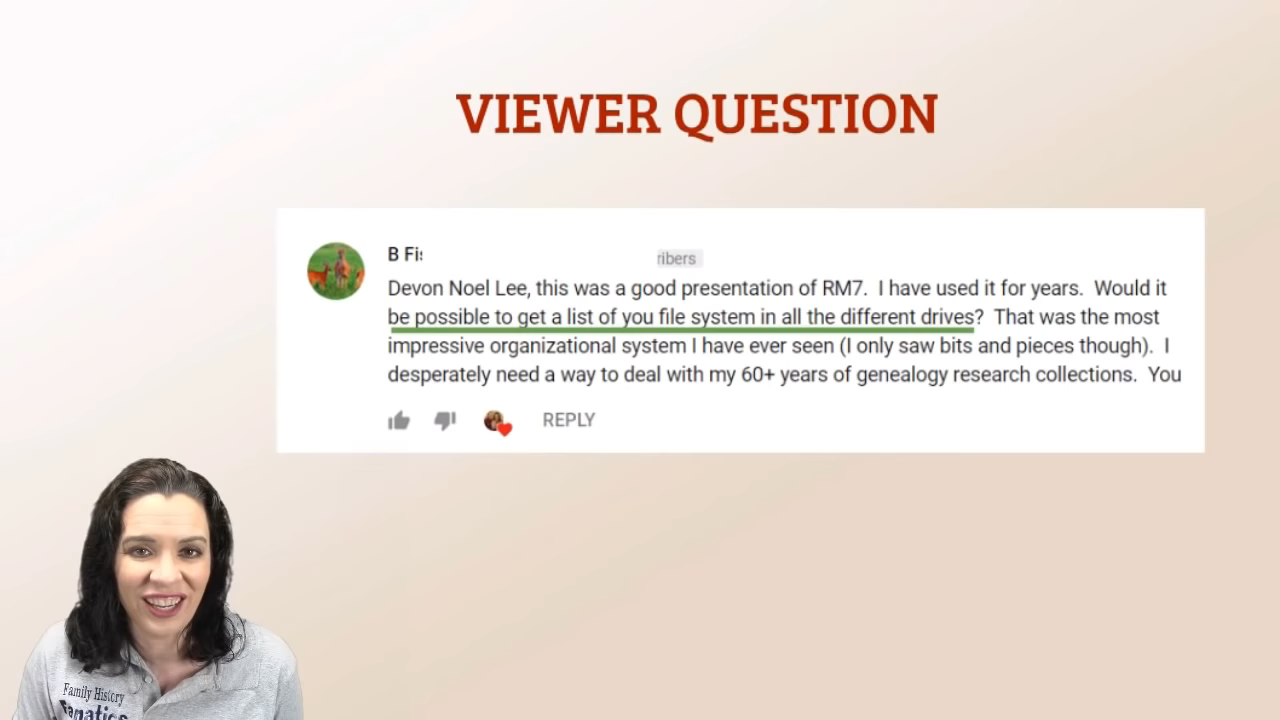 VIEWER QUESTION
B Fi
ribers
Devon Noel Lee, this was a good presentation of RM7. I have used it for years. Would it
be possible to get a list of you file system in all the different drives? That was the most
impressive organizational system I have ever seen (I only saw bits and pieces though). I
desperately need a way to deal with my 60+ years of genealogy research collections. You
REPLY
Family History
Fanatics